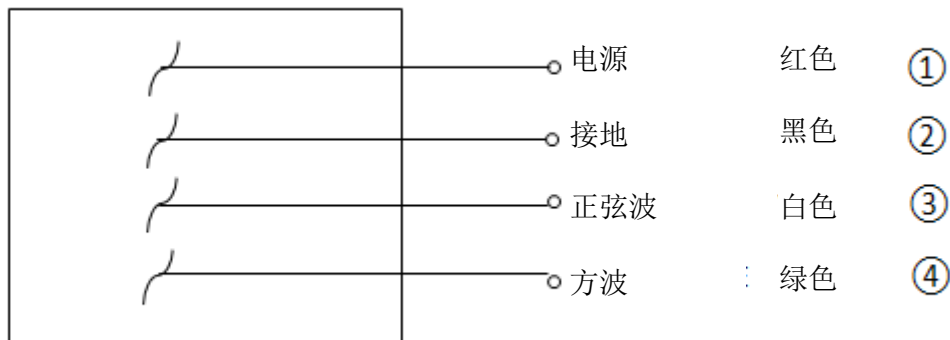 电源 红色 ①
接地 黑色 ②
正弦波 白色 ③
方波 绿色 ④